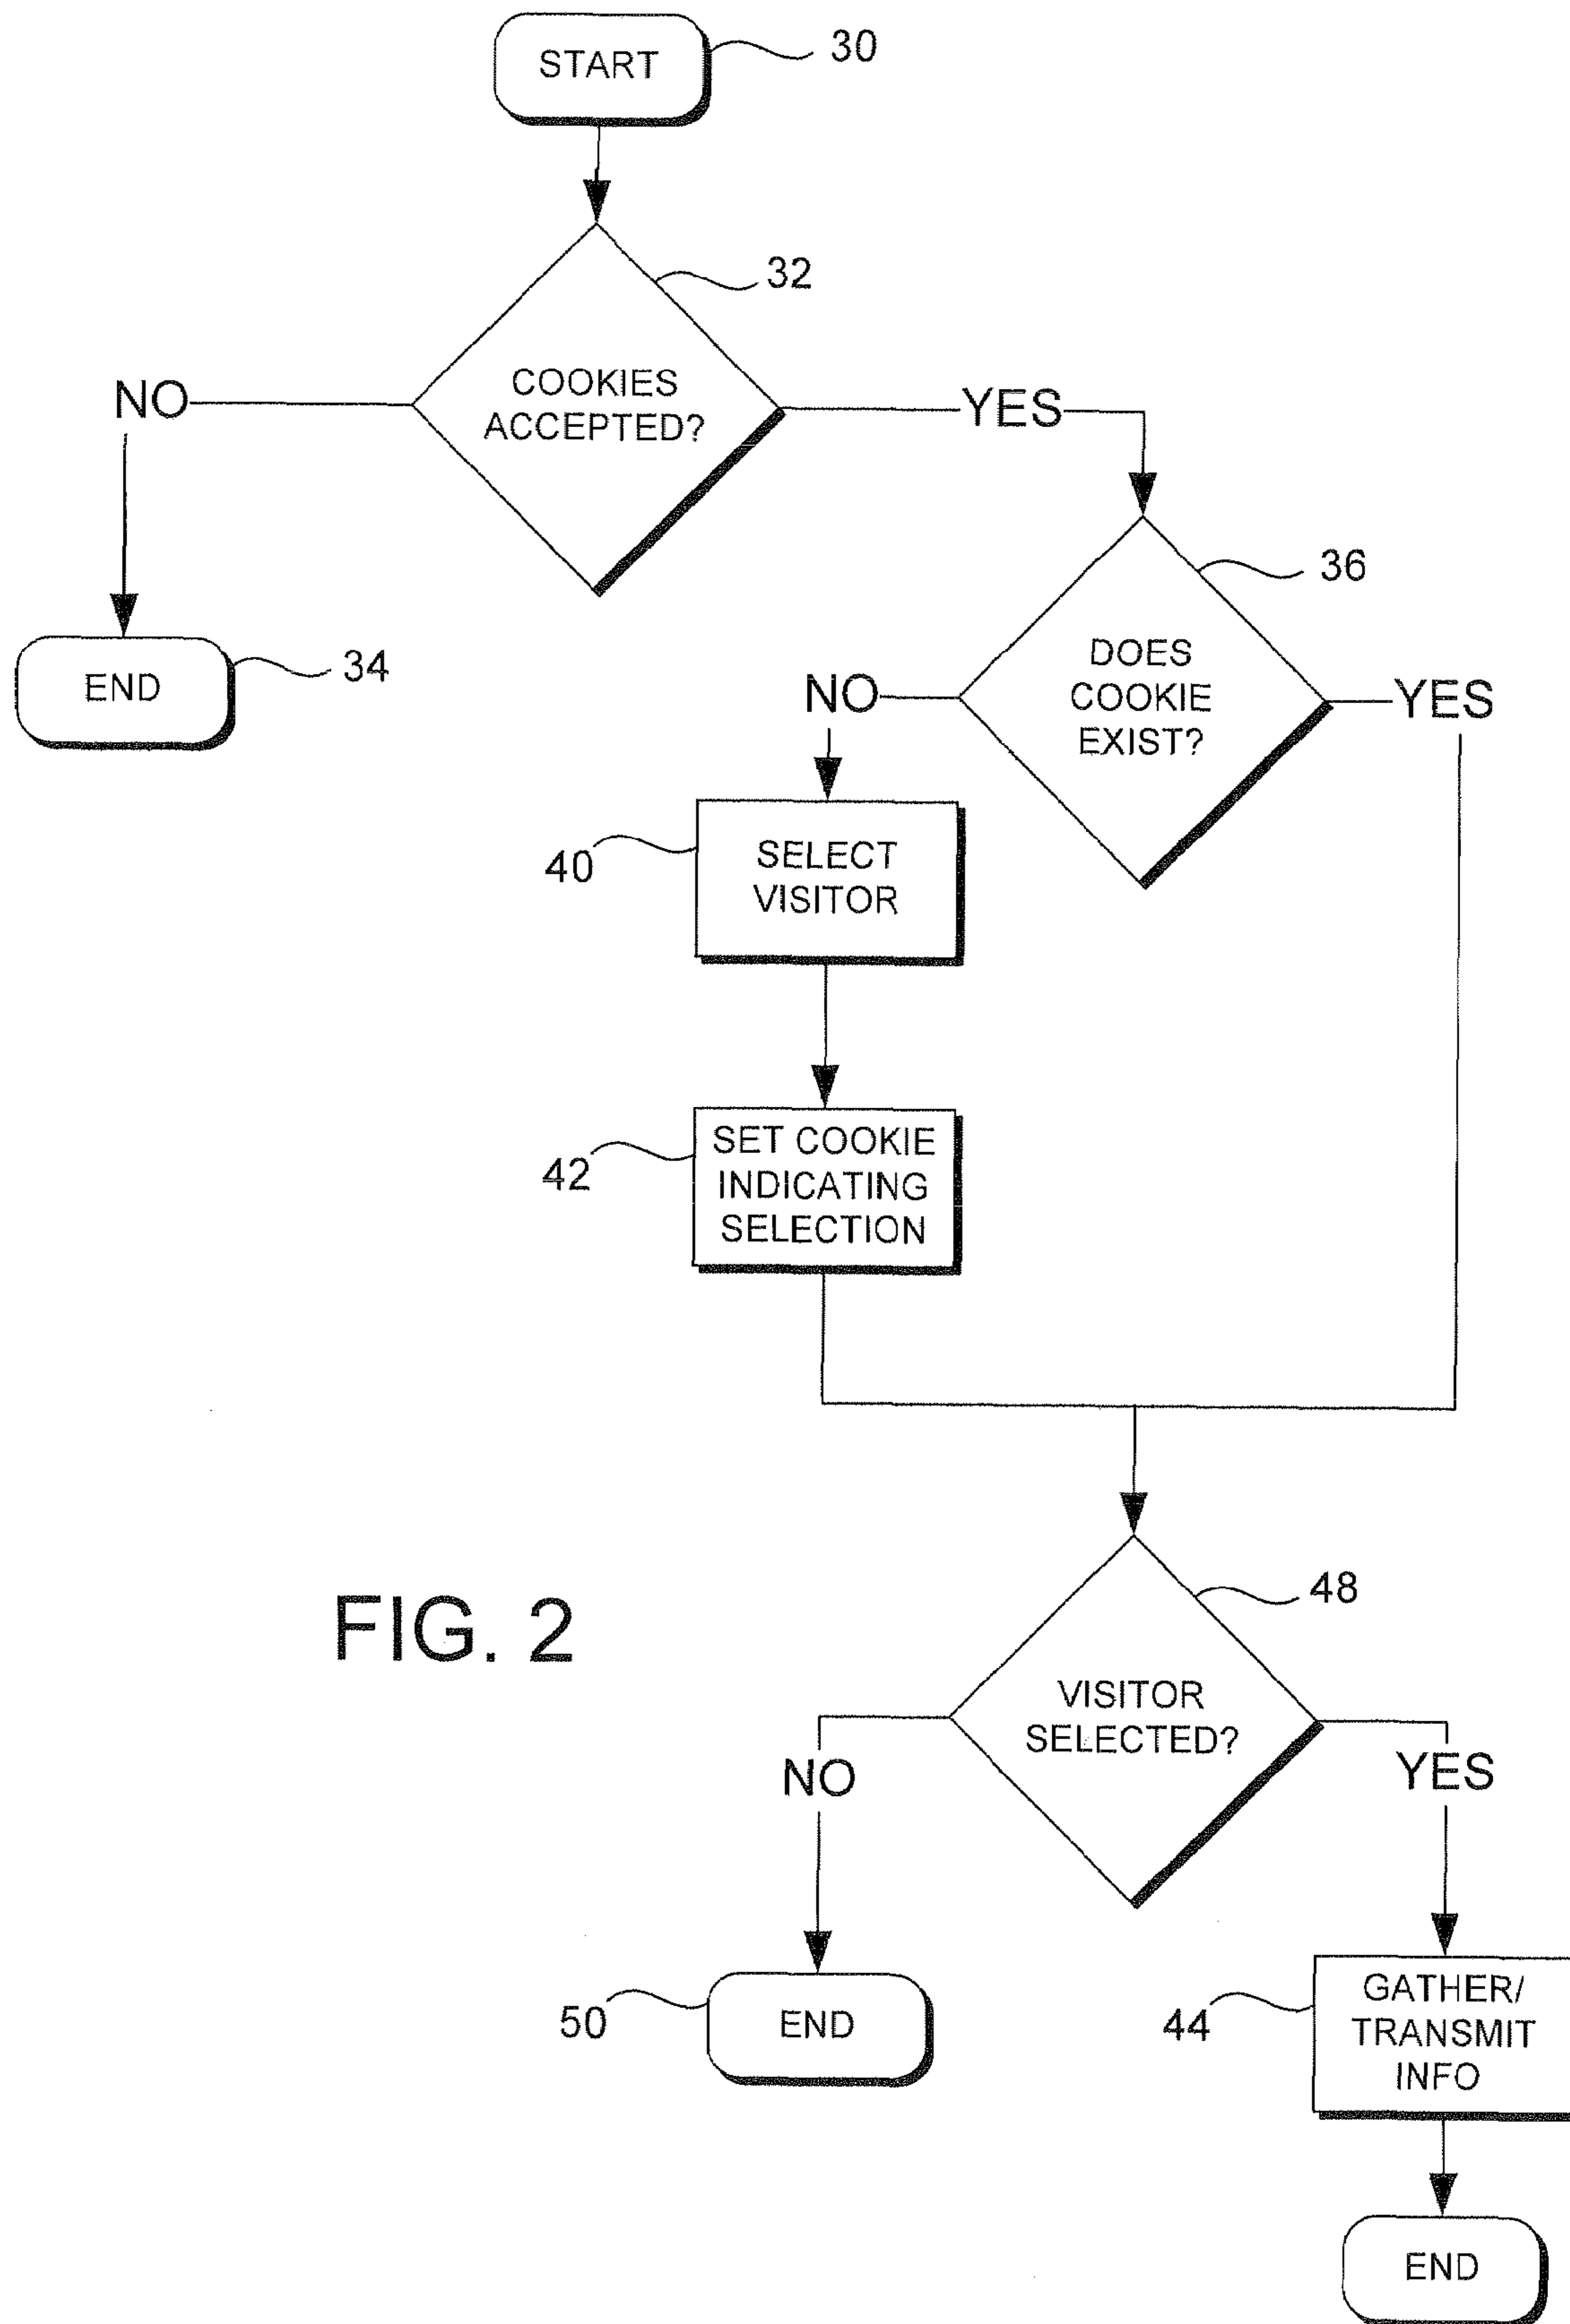 START
30
32
COOKIES
ACCEPTED?
NO
YES
36
DOES
COOKIE
EXIST?
END
34
NO
YES
40
SELECT
VISITOR
42
SET COOKIE
INDICATING
SELECTION
48
FIG. 2
VISITOR
SELECTED?
NO
YES
50
END
44
GATHER/
TRANSMIT
INFO
END